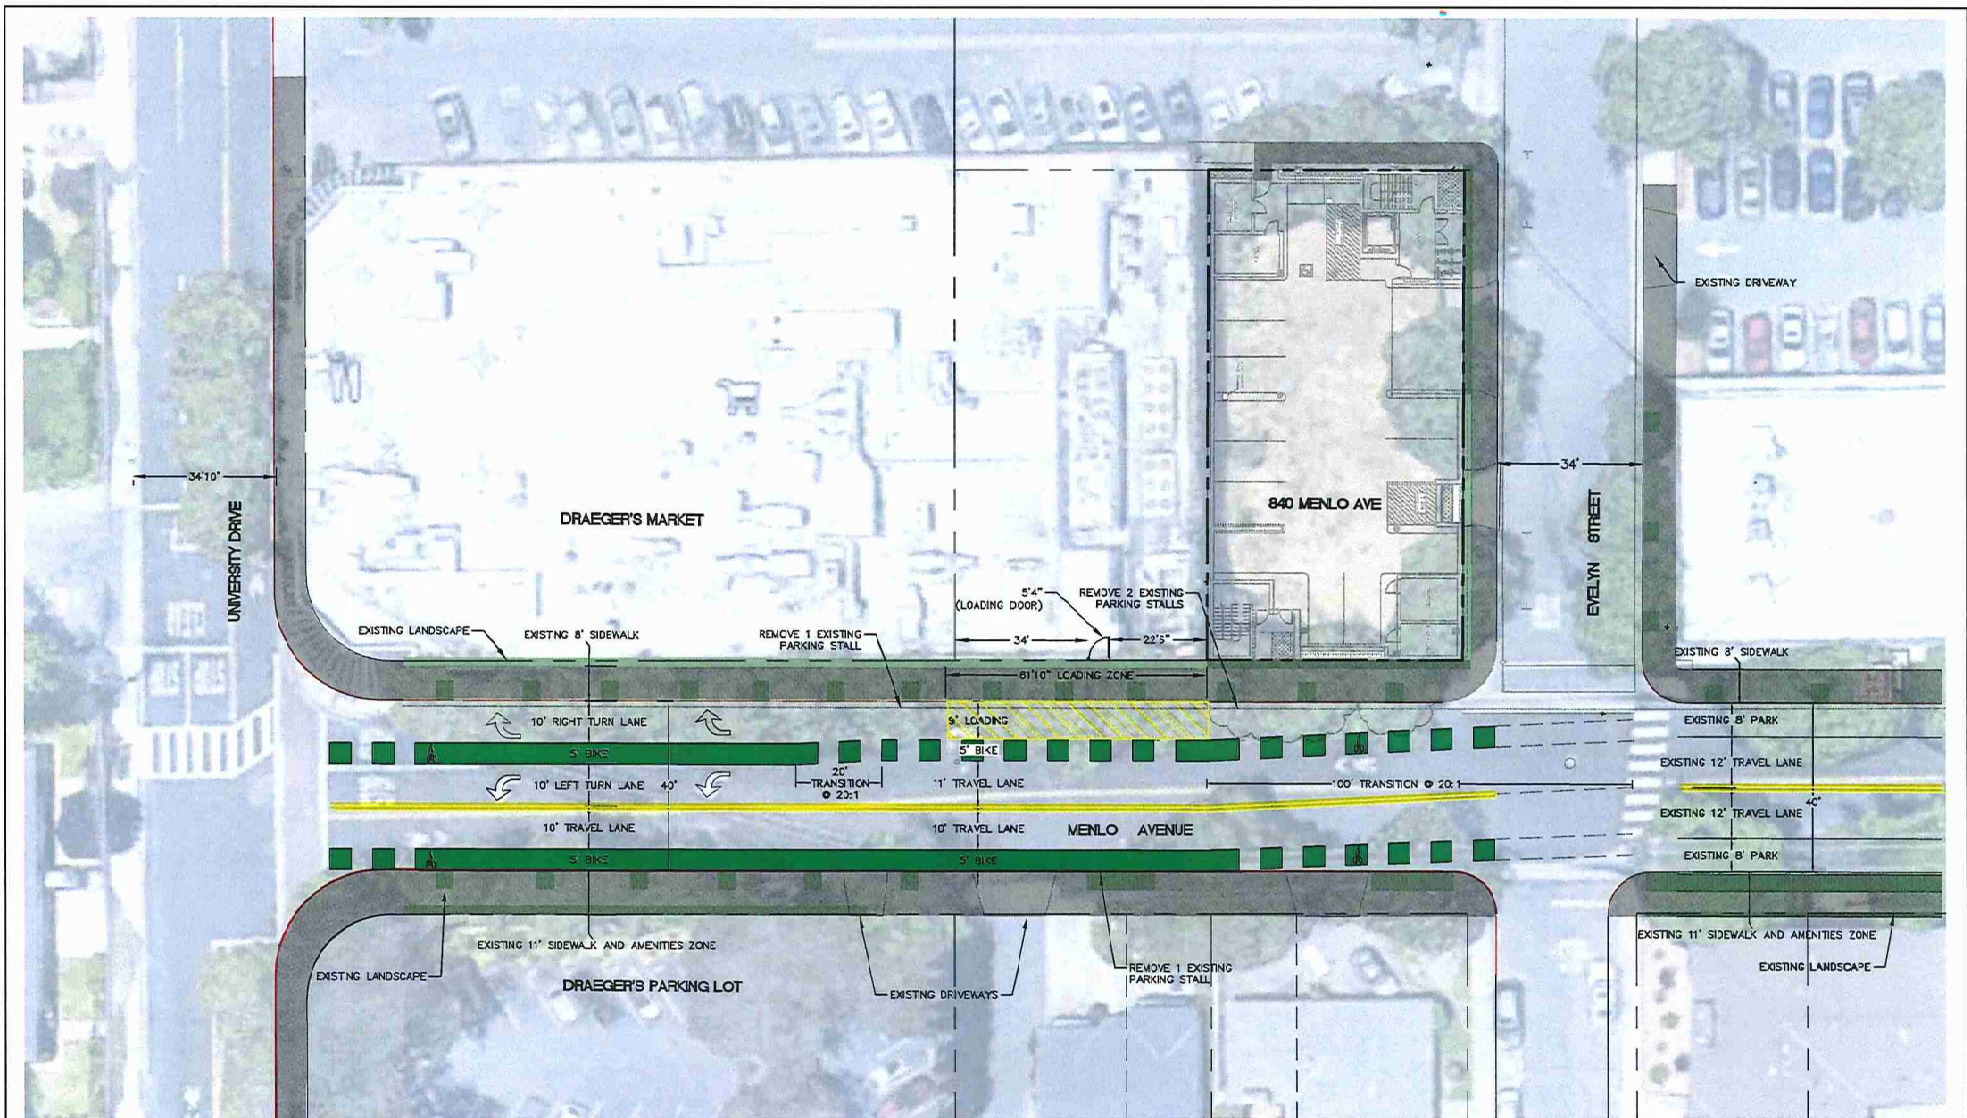 EXISTING DRIVEWAY
34'10"
34'
UNIVERSITY DRIVE
DRAEGER'S MARKET
840 MENLO AVE
EVELYN STREET
5'4"
(LOADING DOOR)
REMOVE 2 EXISTING
PARKING STALLS
EXISTING LANDSCAPE
EXISTNG 8' SIDEWALK
REMOVE 1 EXISTING
PARKING STALL
34'
22'6"
EXISTING 8' SIDEWALK
61'10" LOADING ZONE
10' RIGHT TURN LANE
9' LOADING
EXISTING 8' PARK
5' BIKE
5' BIKE
10' LEFT TURN LANE
40'
20'
TRANSITION
@ 20:1
11' TRAVEL LANE
100' TRANSITION @ 20:1
EXISTING 12' TRAVEL LANE
40'
10' TRAVEL LANE
10' TRAVEL LANE
MENLO AVENUE
EXISTING 12' TRAVEL LANE
5' BIKE
5' BIKE
EXISTING 8' PARK
EXISTING 11' SIDEWALK AND AMENITIES ZONE
EXISTING 11' SIDEWALK AND AMENITIES ZONE
EXISTNG LANDSCAPE
DRAEGER'S PARKING LOT
EXISTING DRIVEWAYS
REMOVE 1 EXISTING
PARKING STALL
EXISTING LANDSCAPE